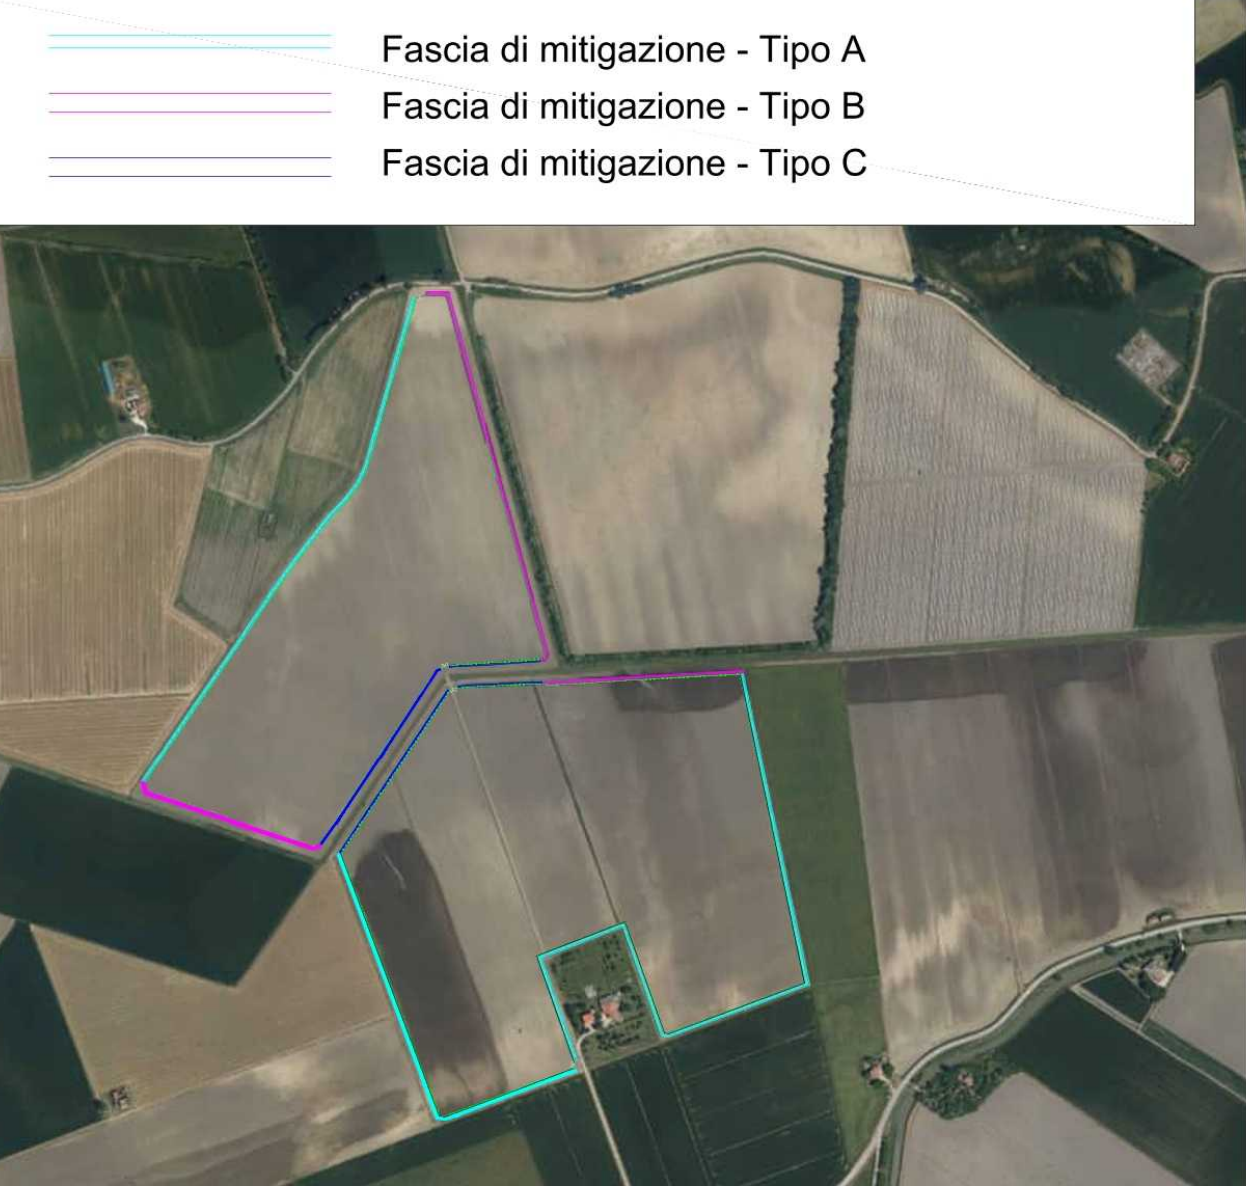 Fascia di mitigazione - Tipo A
Fascia di mitigazione - Tipo B
Fascia di mitigazione - Tipo C